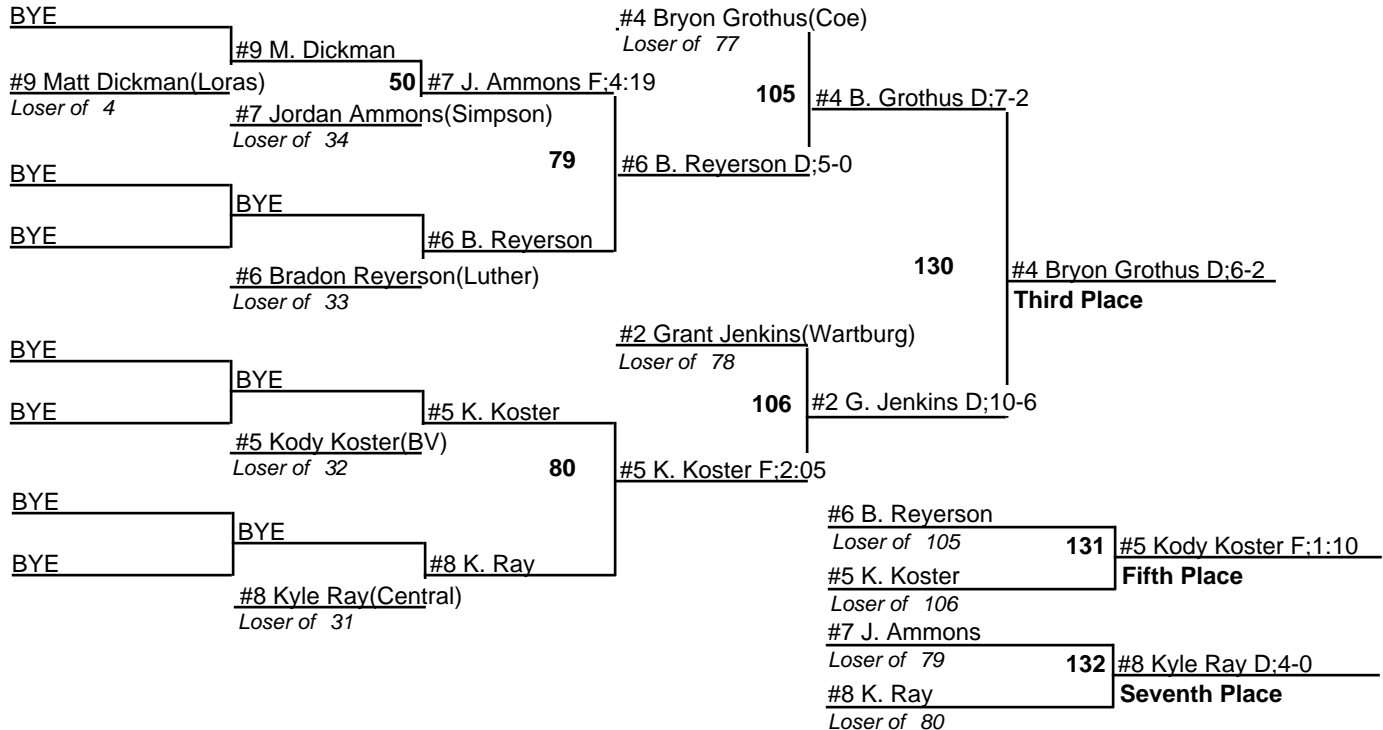 BYE
#4 Bryon Grothus(Coe)
Loser of 77
#9 M. Dickman
#9 Matt Dickman(Loras)
Loser of 4
50
#7 J. Ammons F;4:19
105
#4 B. Grothus D;7-2
#7 Jordan Ammons(Simpson)
Loser of 34
79
#6 B. Reyerson D;5-0
BYE
BYE
BYE
#6 B. Reyerson
#6 Bradon Reyerson(Luther)
Loser of 33
130
#4 Bryon Grothus D;6-2
Third Place
#2 Grant Jenkins(Wartburg)
Loser of 78
BYE
BYE
BYE
#5 K. Koster
106
#2 G. Jenkins D;10-6
#5 Kody Koster(BV)
Loser of 32
80
#5 K. Koster F;2:05
BYE
BYE
BYE
#8 K. Ray
#8 Kyle Ray(Central)
Loser of 31
#6 B. Reyerson
Loser of 105
131
#5 Kody Koster F;1:10
Fifth Place
#5 K. Koster
Loser of 106
#7 J. Ammons
Loser of 79
132
#8 Kyle Ray D;4-0
Seventh Place
#8 K. Ray
Loser of 80